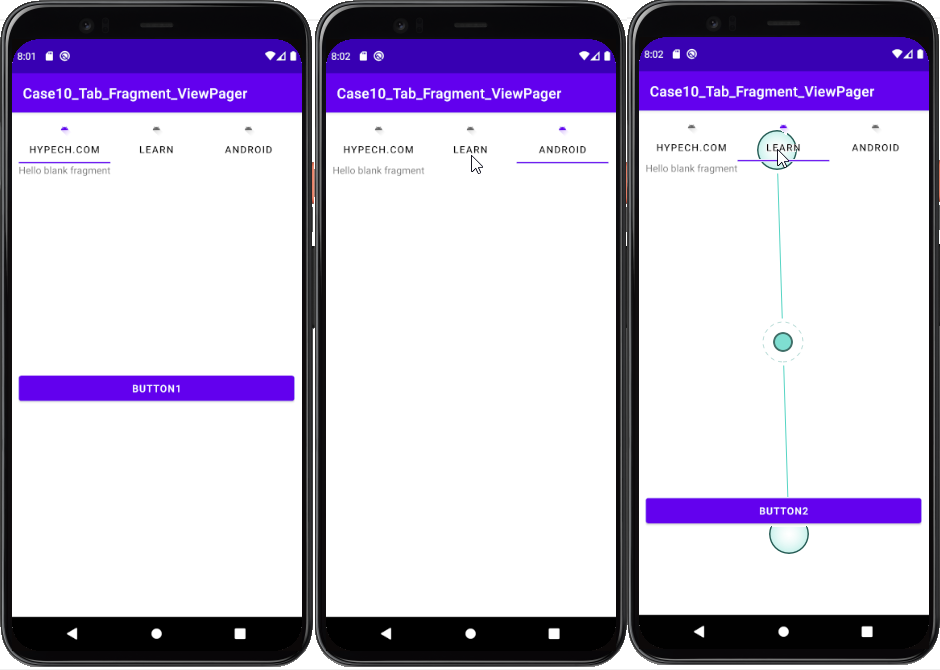 8:01
Case10_Tab_Fragment_ViewPager
HYPECH.COM LEARN ANDROID
Hello blank fragment
BUTTON1
8:02
Case10_Tab_Fragment_ViewPager
HYPECH.COM LEARN ANDROID
Hello blank fragment
8:02
Case10_Tab_Fragment_ViewPager
HYPECH.COM LEARN ANDROID
Hello blank fragment
BUTTON2